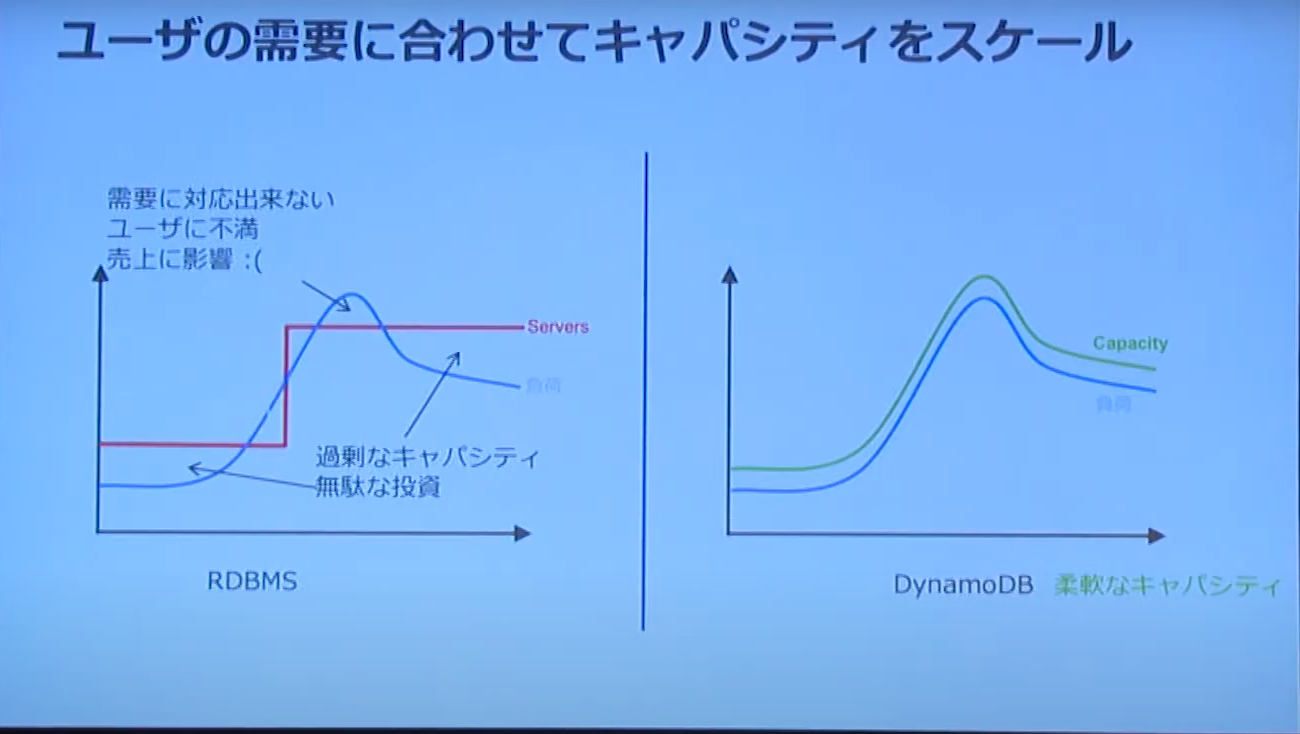 ユーザの需要に合わせてキャパシティをスケール
需要に対応出来ない
ユーザに不満
売上に影響 :(
Servers
負荷
過剰なキャパシティ
無駄な投資
RDBMS
Capacity
負荷
DynamoDB 柔軟なキャパシティ